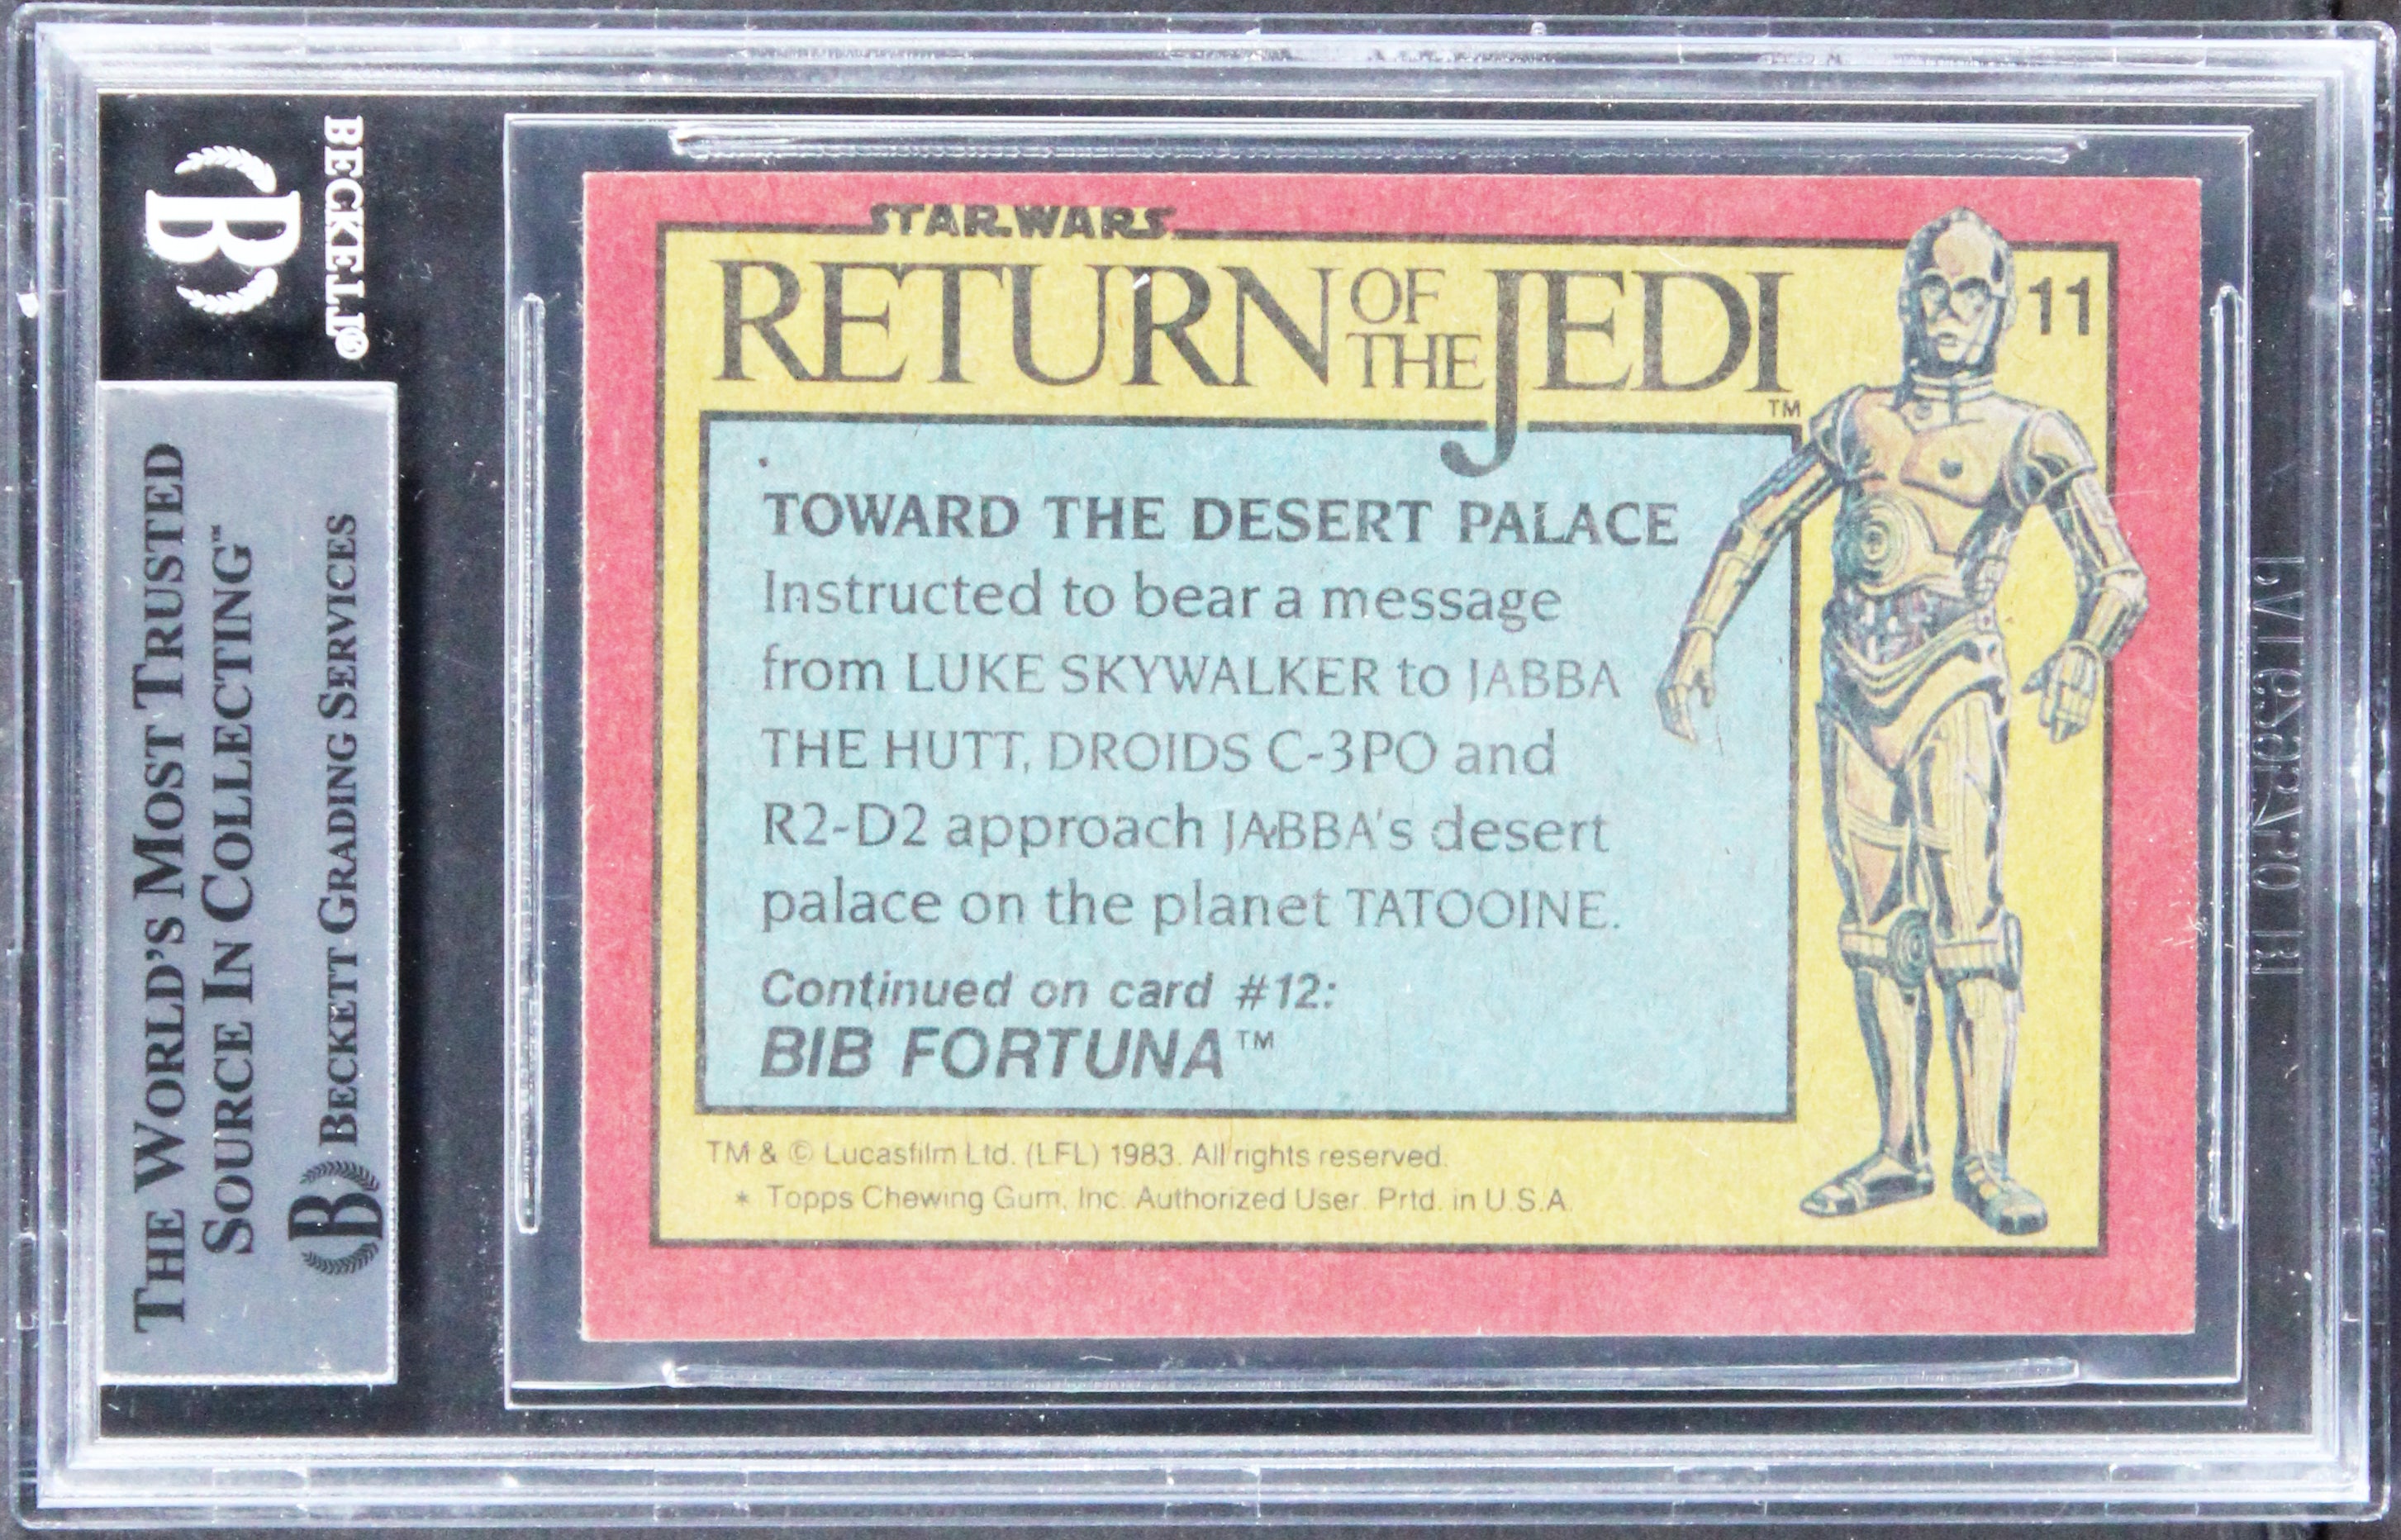 BECKETT®
B
THE WORLD'S MOST TRUSTED
SOURCE IN COLLECTING™
B BECKETT GRADING SERVICES
STAR WARS
RETURN OF THE JEDI™
11
TOWARD THE DESERT PALACE
Instructed to bear a message
from LUKE SKYWALKER to JABBA
THE HUTT, DROIDS C-3PO and
R2-D2 approach JABBA's desert
palace on the planet TATOOINE.
Continued on card #12:
BIB FORTUNA™
TM & © Lucasfilm Ltd. (LFL) 1983. All rights reserved.
* Topps Chewing Gum, Inc. Authorized User. Prtd. in U.S.A.